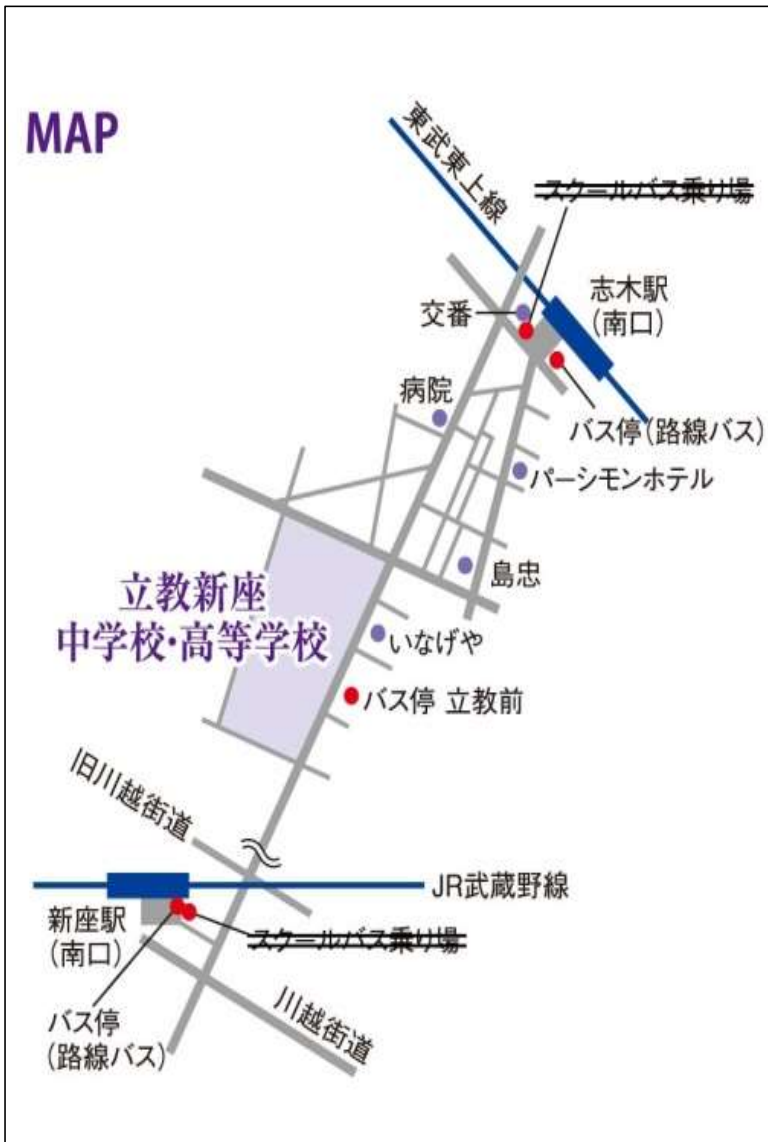 MAP
東武東上線
スクールバス乗り場
志木駅
(南口)
交番
病院
バス停(路線バス)
パーシモンホテル
島忠
立教新座
中学校・高等学校
いなげや
バス停 立教前
旧川越街道
JR武蔵野線
新座駅
(南口)
スクールバス乗り場
バス停
(路線バス)
川越街道